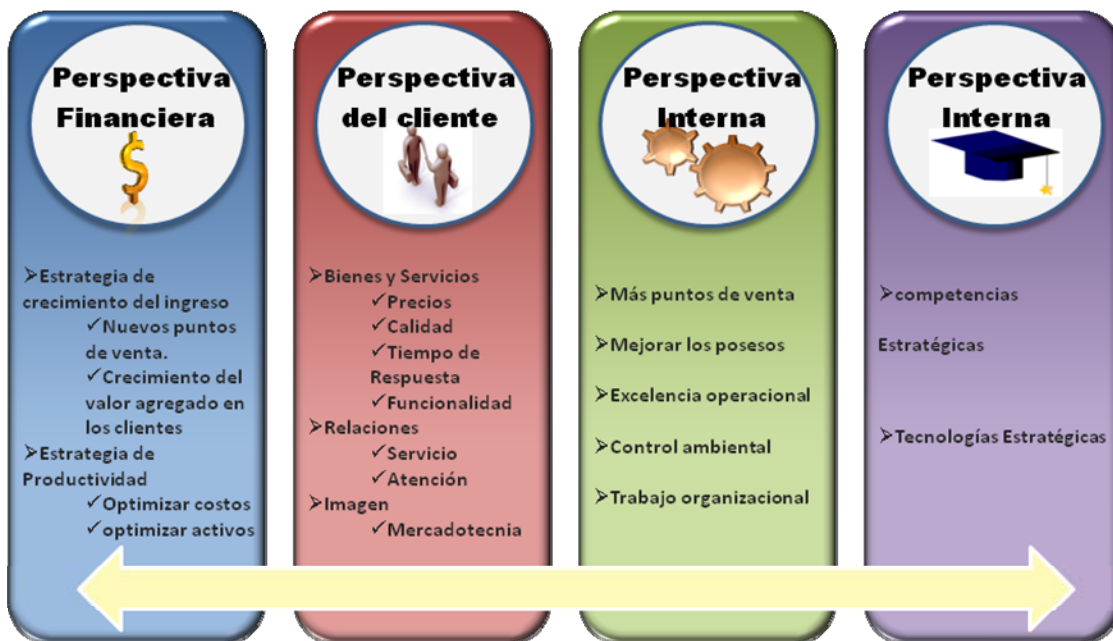 Perspectiva
Financiera
➢Estrategia de
crecimiento del ingreso
✓Nuevos puntos
de venta.
✓Crecimiento del
valor agregado en
los clientes
➢Estrategia de
Productividad
✓Optimizar costos
✓optimizar activos
Perspectiva
del cliente
➢Bienes y Servicios
✓Precios
✓Calidad
✓Tiempo de
Respuesta
✓Funcionalidad
➢Relaciones
✓Servicio
✓Atención
➢Imagen
✓Mercadotecnia
Perspectiva
Interna
➢Más puntos de venta
➢Mejorar los posesos
➢Excelencia operacional
➢Control ambiental
➢Trabajo organizacional
Perspectiva
Interna
➢competencias
Estratégicas
➢Tecnologías Estratégicas